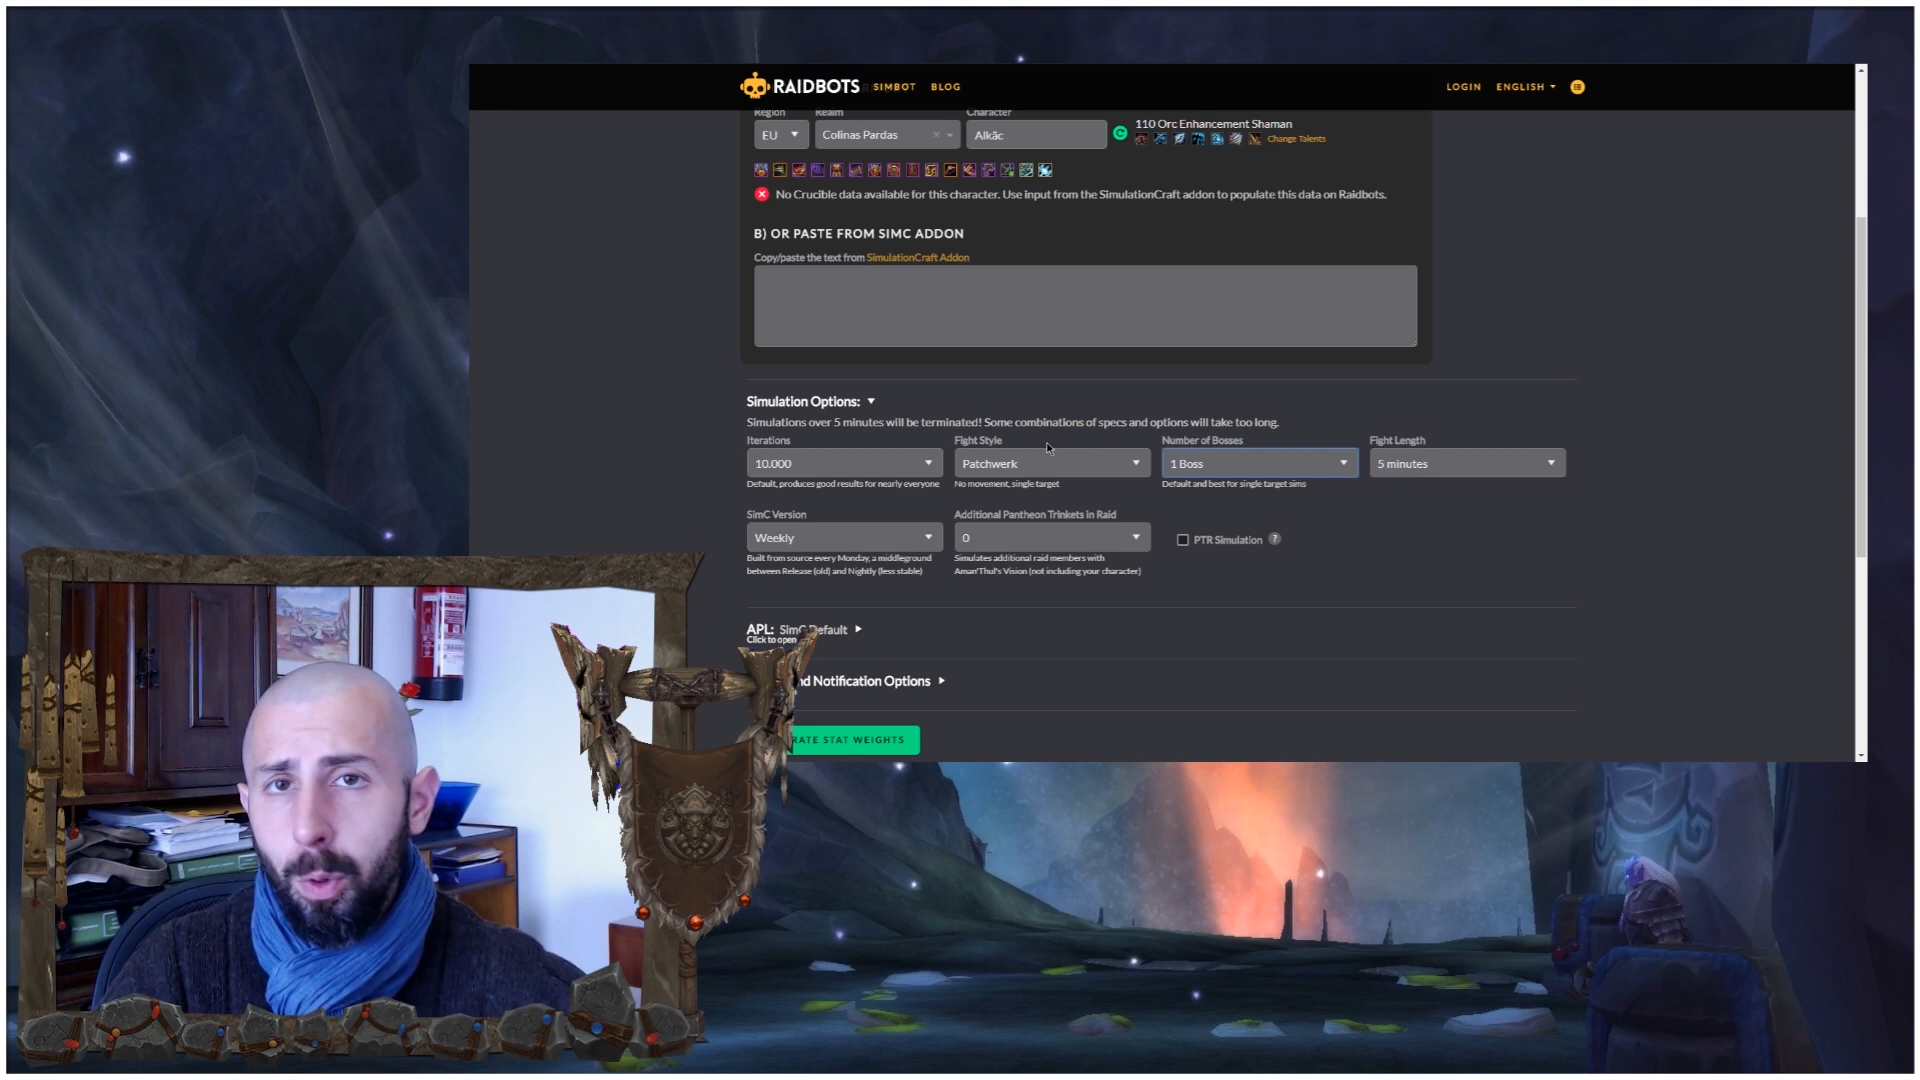 RAIDBOTS SIMBOT BLOG LOGIN ENGLISH
Region Realm Character
EU Colinas Pardas × Alkãc
110 Orc Enhancement Shaman
Change Talents
No Crucible data available for this character. Use input from the SimulationCraft addon to populate this data on Raidbots.
B) OR PASTE FROM SIMC ADDON
Copy/paste the text from SimulationCraft Addon
Simulation Options:
Simulations over 5 minutes will be terminated! Some combinations of specs and options will take too long.
Iterations Fight Style Number of Bosses Fight Length
10.000 Patchwerk 1 Boss 5 minutes
Default, produces good results for nearly everyone No movement, single target Default and best for single target sims
SimC Version Additional Pantheon Trinkets in Raid
Weekly 0 PTR Simulation ?
Built from source every Monday, a middleground
between Release (old) and Nightly (less stable)
Simulates additional raid members with
Aman'Thul's Vision (not including your character)
APL: SimC Default
Click to open
nd Notification Options
RATE STAT WEIGHTS